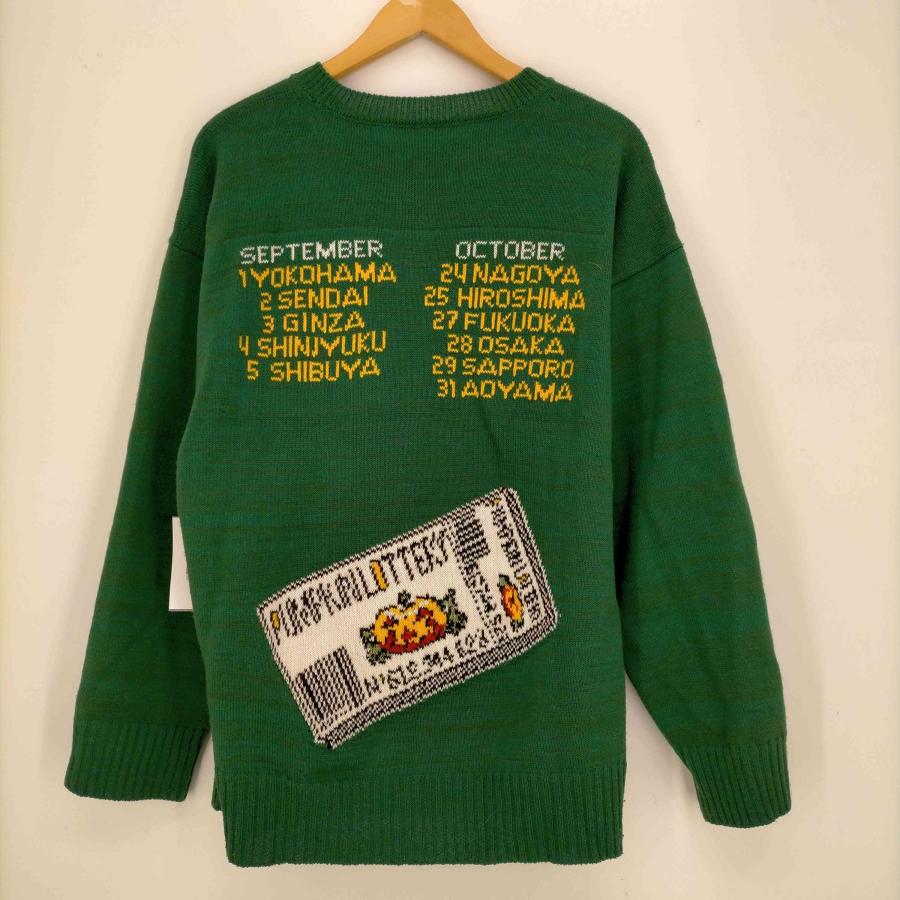 SEPTEMBER
1 YOKOHAMA
2 SENDAI
3 GINZA
4 SHINJYUKU
5 SHIBUYA
OCTOBER
24 NAGOYA
25 HIROSHIMA
27 FUKUOKA
28 OSAKA
29 SAPPORO
31 AOYAMA